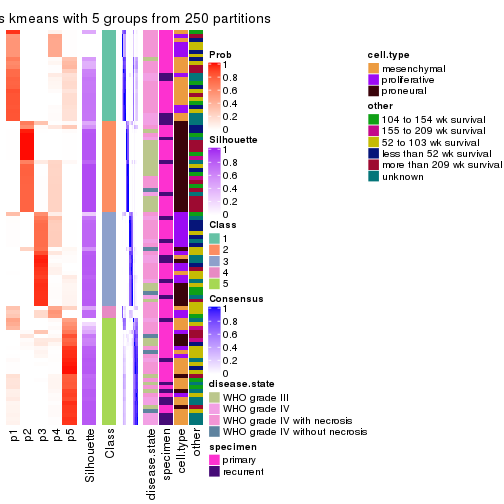 s kmeans with 5 groups from 250 partitions
Prob
1
0.8
0.6
0.4
0.2
0
Silhouette
1
0.8
0.6
0.4
0.2
0
Class
1
2
3
4
5
Consensus
1
0.8
0.6
0.4
0.2
0
disease.state
WHO grade III
WHO grade IV
WHO grade IV with necrosis
WHO grade IV without necrosis
specimen
primary
recurrent
cell.type
mesenchymal
proliferative
proneural
other
104 to 154 wk survival
155 to 209 wk survival
52 to 103 wk survival
less than 52 wk survival
more than 209 wk survival
unknown
p1
p2
p3
p4
p5
Silhouette
Class
disease.state
specimen
cell.type
other